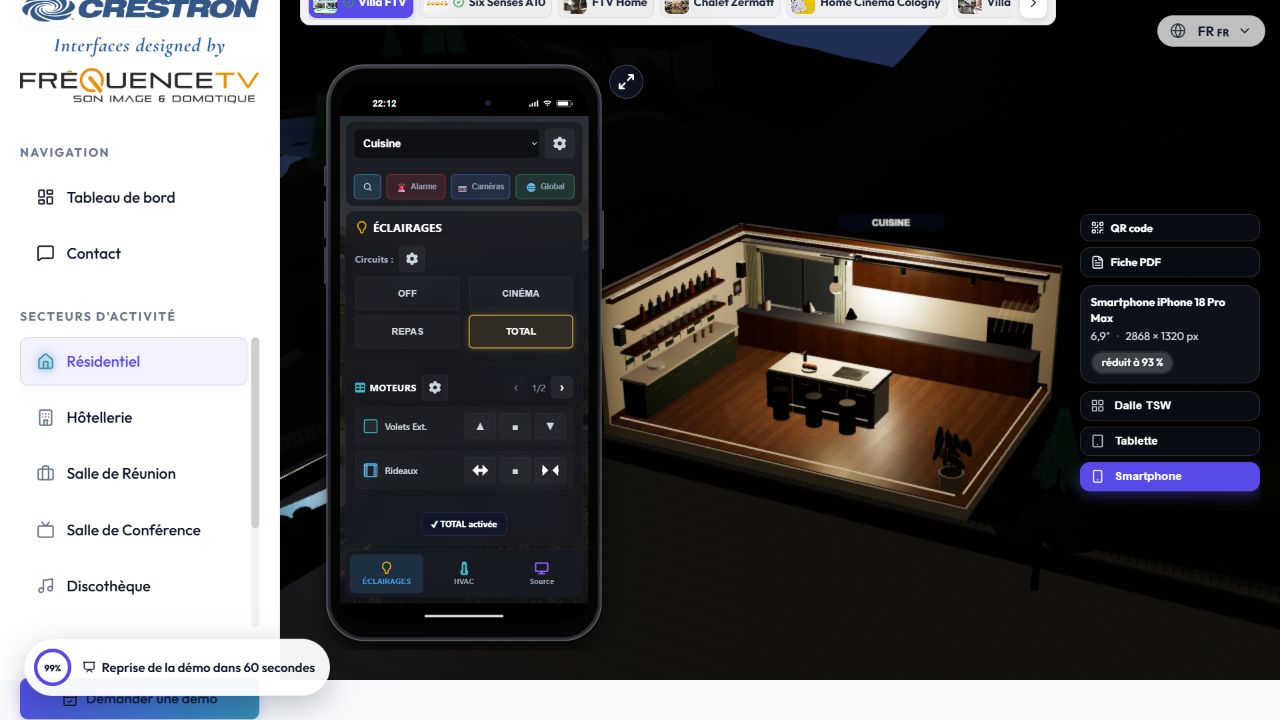 CRESTRON
Interfaces designed by
FRÉQUENCETV
SON IMAGE & DOMOTIQUE
NAVIGATION
Tableau de bord
Contact
SECTEURS D'ACTIVITÉ
Résidentiel
Hôtellerie
Salle de Réunion
Salle de Conférence
Discothèque
99%
Reprise de la démo dans 60 secondes
Demander une démo
Villa FTV
Six Senses A10
FTV Home
Chalet Zermatt
Home Cinema Cologny
Villa
FR FR
22:12
Cuisine
Alarme
Caméras
Global
ÉCLAIRAGES
Circuits :
OFF
CINÉMA
REPAS
TOTAL
MOTEURS
1/2
Volets Ext.
Rideaux
✓ TOTAL activée
ÉCLAIRAGES
HVAC
Source
CUISINE
QR code
Fiche PDF
Smartphone iPhone 18 Pro
Max
6,9" · 2868 × 1320 px
réduit à 93 %
Dalle TSW
Tablette
Smartphone